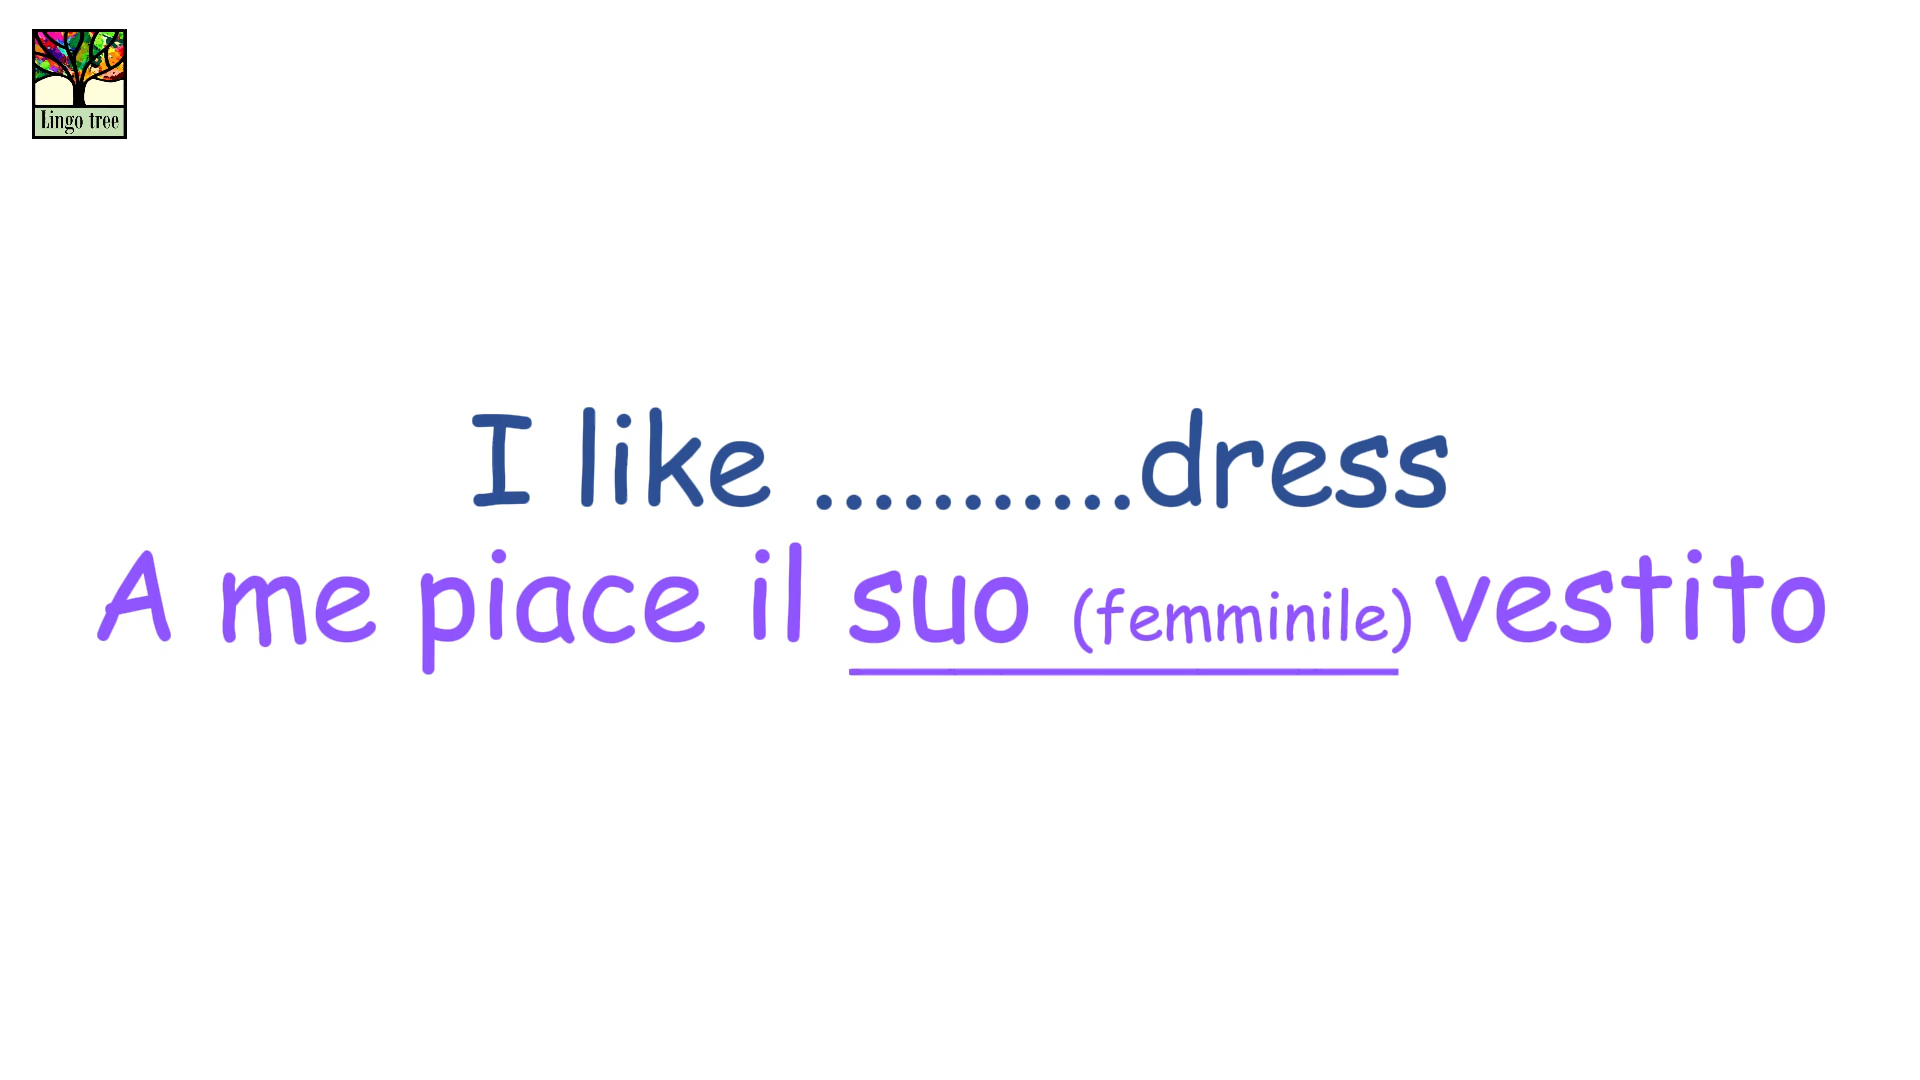 Lingo tree
I like ...........dress
A me piace il suo (femminile) vestito